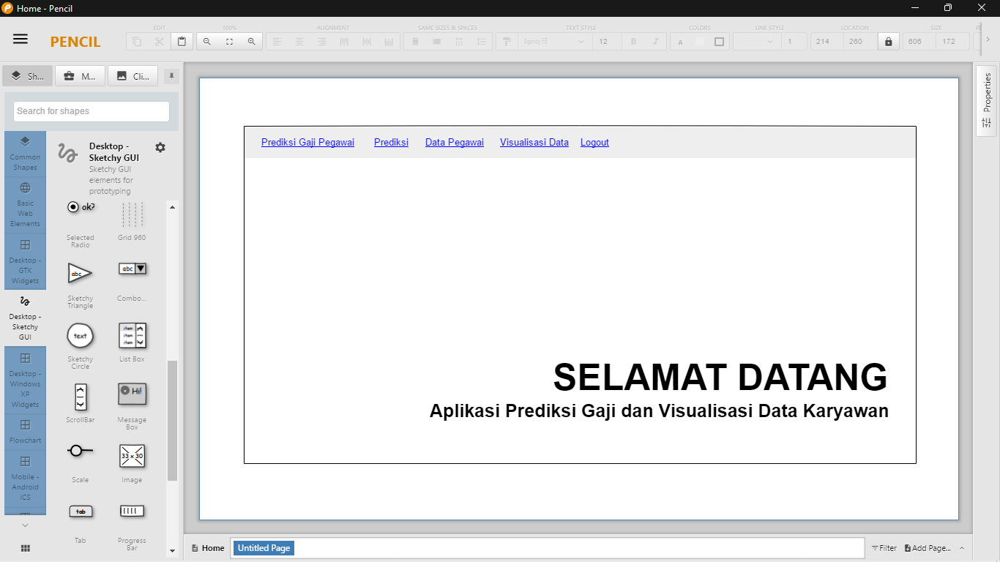 Home - Pencil
PENCIL
EDIT
100%
ALIGNMENT
SAME SIZES & SPACES
TEXT STYLE
COLORS
LINE STYLE
LOCATION
SIZE
Agency FB
12
B
I
A
1
214
260
606
172
Sh...
M...
Cli...
Search for shapes
Common
Shapes
Basic
Web
Elements
Desktop -
GTK
Widgets
Desktop -
Sketchy
GUI
Desktop -
Windows
XP
Widgets
Flowchart
Mobile -
Android
ICS
Desktop -
Sketchy GUI
Sketchy GUI
elements for
prototyping
ok?
Selected
Radio
Grid 960
abc
abc
Sketchy
Triangle
Combo...
text
item
item
item
Sketchy
Circle
List Box
Hi!
ScrollBar
Message
Box
33 x 30
Scale
Image
tab
Tab
Progress
Bar
Prediksi Gaji Pegawai
Prediksi
Data Pegawai
Visualisasi Data
Logout
SELAMAT DATANG
Aplikasi Prediksi Gaji dan Visualisasi Data Karyawan
Properties
Home
Untitled Page
Filter
Add Page...